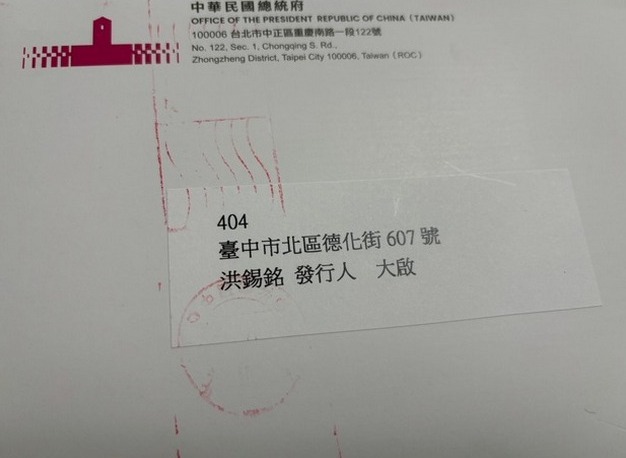 中華民國總統府
OFFICE OF THE PRESIDENT REPUBLIC OF CHINA (TAIWAN)
100006 台北市中正區重慶南路一段122號
No. 122, Sec. 1, Chongqing S. Rd.,
Zhongzheng District, Taipei City 100006, Taiwan (ROC)
404
臺中市北區德化街 607 號
洪錫銘 發行人 大啟